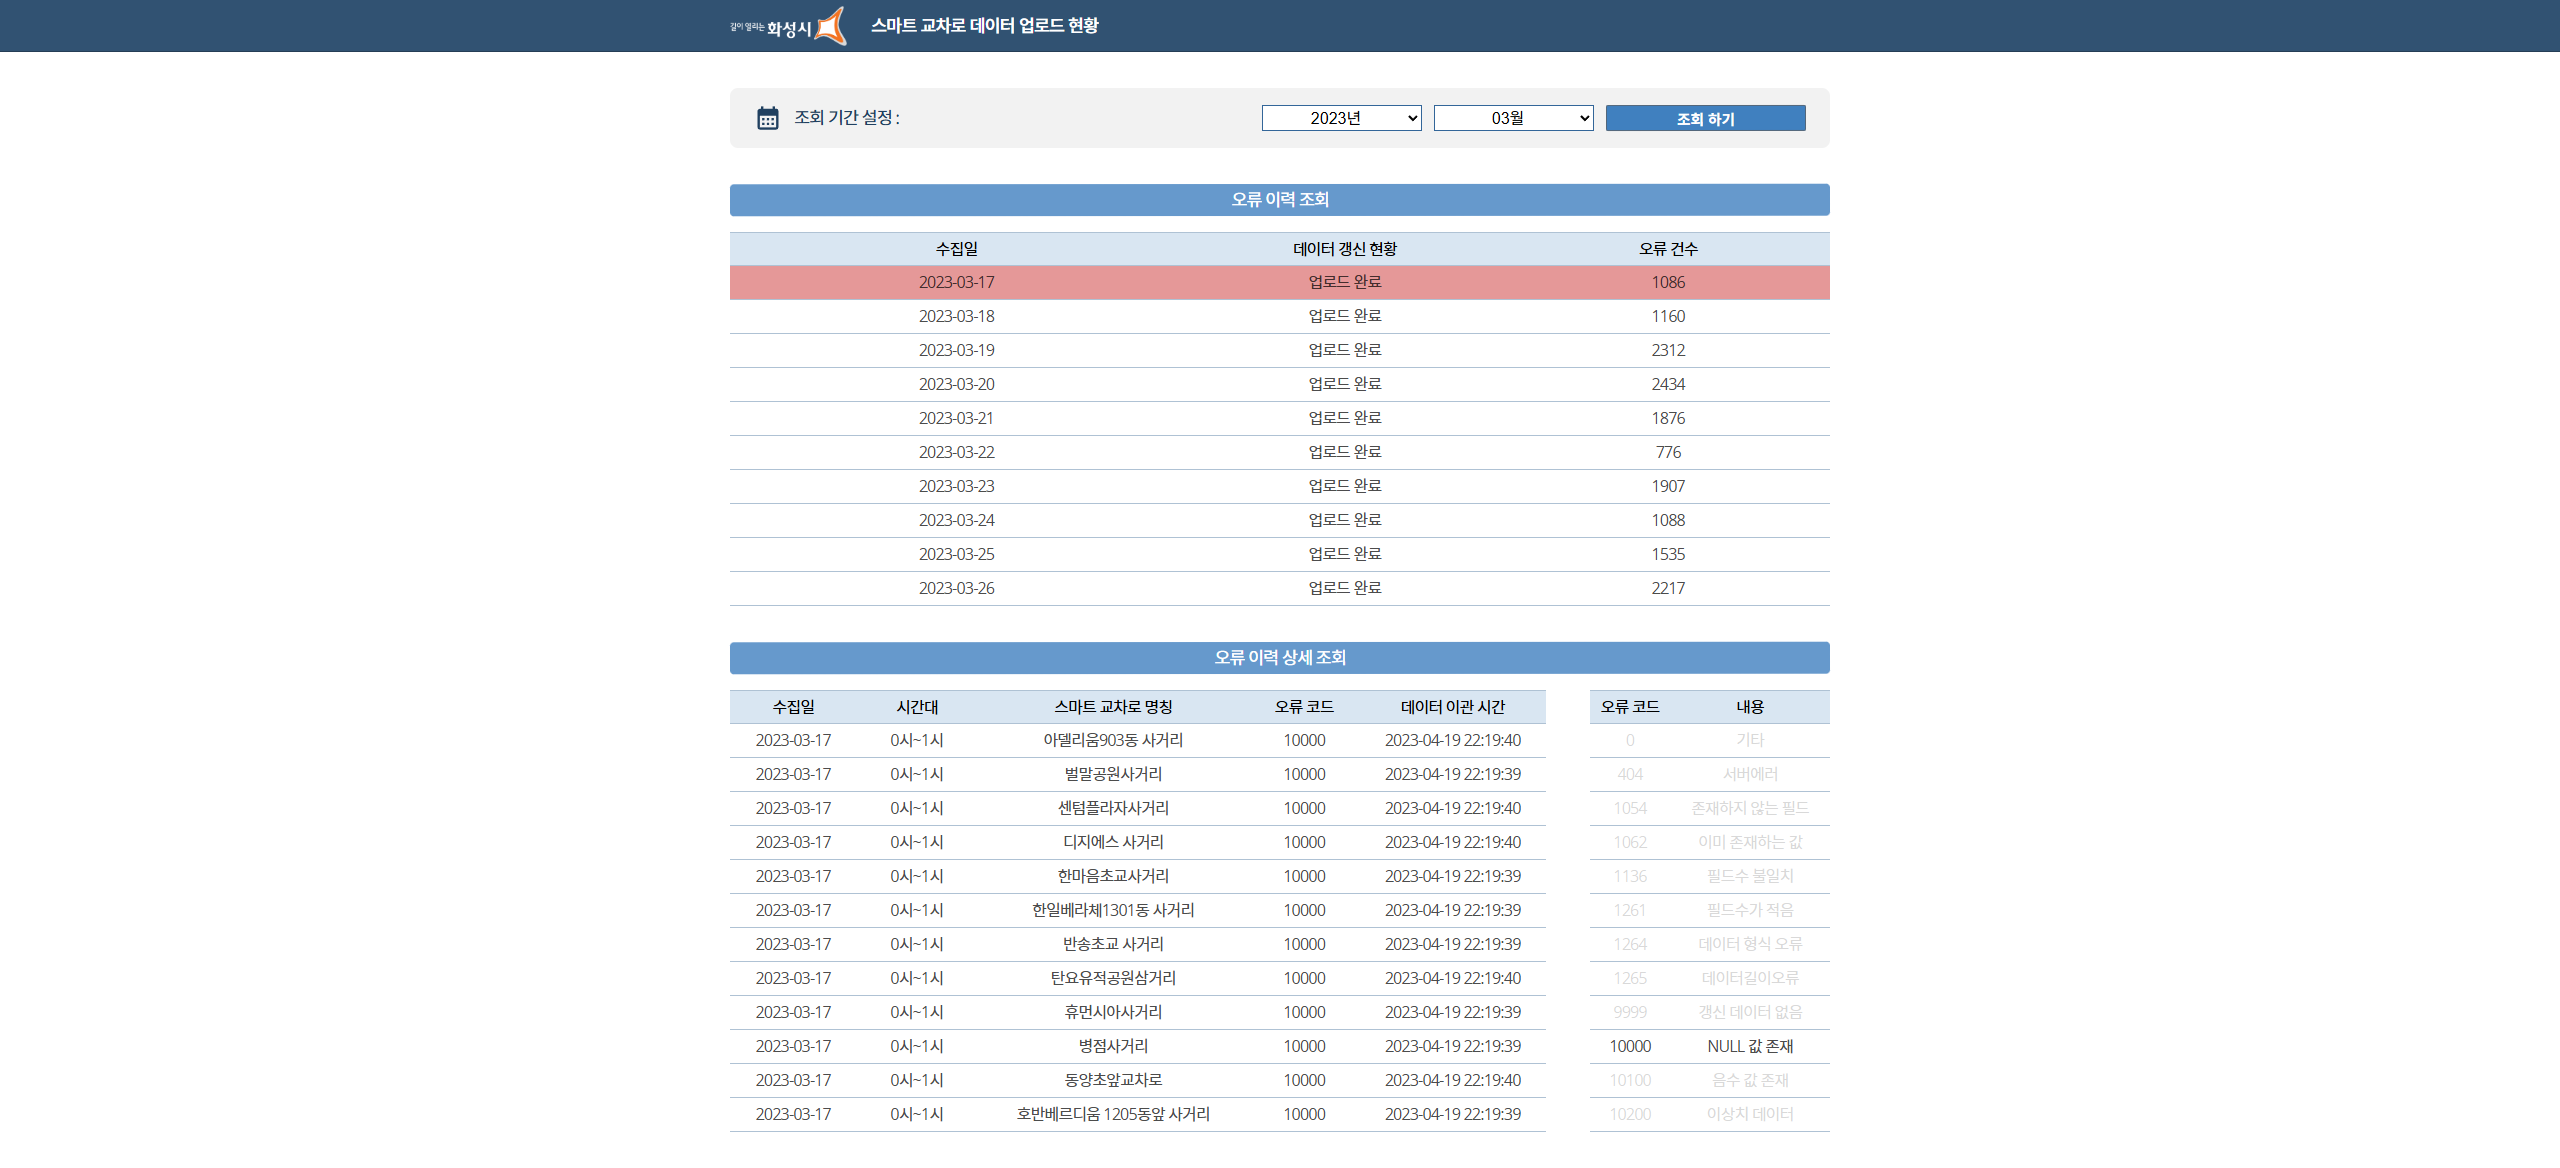 길이 열리는 화성시 스마트 교차로 데이터 업로드 현황
조회 기간 설정 : 2023년 03월 조회 하기
오류 이력 조회
수집일 데이터 갱신 현황 오류 건수
2023-03-17 업로드 완료 1086
2023-03-18 업로드 완료 1160
2023-03-19 업로드 완료 2312
2023-03-20 업로드 완료 2434
2023-03-21 업로드 완료 1876
2023-03-22 업로드 완료 776
2023-03-23 업로드 완료 1907
2023-03-24 업로드 완료 1088
2023-03-25 업로드 완료 1535
2023-03-26 업로드 완료 2217
오류 이력 상세 조회
수집일 시간대 스마트 교차로 명칭 오류 코드 데이터 이관 시간
2023-03-17 0시~1시 아델리움903동 사거리 10000 2023-04-19 22:19:40
2023-03-17 0시~1시 벌말공원사거리 10000 2023-04-19 22:19:39
2023-03-17 0시~1시 센텀플라자사거리 10000 2023-04-19 22:19:40
2023-03-17 0시~1시 디지에스 사거리 10000 2023-04-19 22:19:40
2023-03-17 0시~1시 한마음초교사거리 10000 2023-04-19 22:19:39
2023-03-17 0시~1시 한일베라체1301동 사거리 10000 2023-04-19 22:19:39
2023-03-17 0시~1시 반송초교 사거리 10000 2023-04-19 22:19:39
2023-03-17 0시~1시 탄요유적공원삼거리 10000 2023-04-19 22:19:40
2023-03-17 0시~1시 휴먼시아사거리 10000 2023-04-19 22:19:39
2023-03-17 0시~1시 병점사거리 10000 2023-04-19 22:19:39
2023-03-17 0시~1시 동양초앞교차로 10000 2023-04-19 22:19:40
2023-03-17 0시~1시 호반베르디움 1205동앞 사거리 10000 2023-04-19 22:19:39
오류 코드 내용
0 기타
404 서버에러
1054 존재하지 않는 필드
1062 이미 존재하는 값
1136 필드수 불일치
1261 필드수가 적음
1264 데이터 형식 오류
1265 데이터길이오류
9999 갱신 데이터 없음
10000 NULL 값 존재
10100 음수 값 존재
10200 이상치 데이터